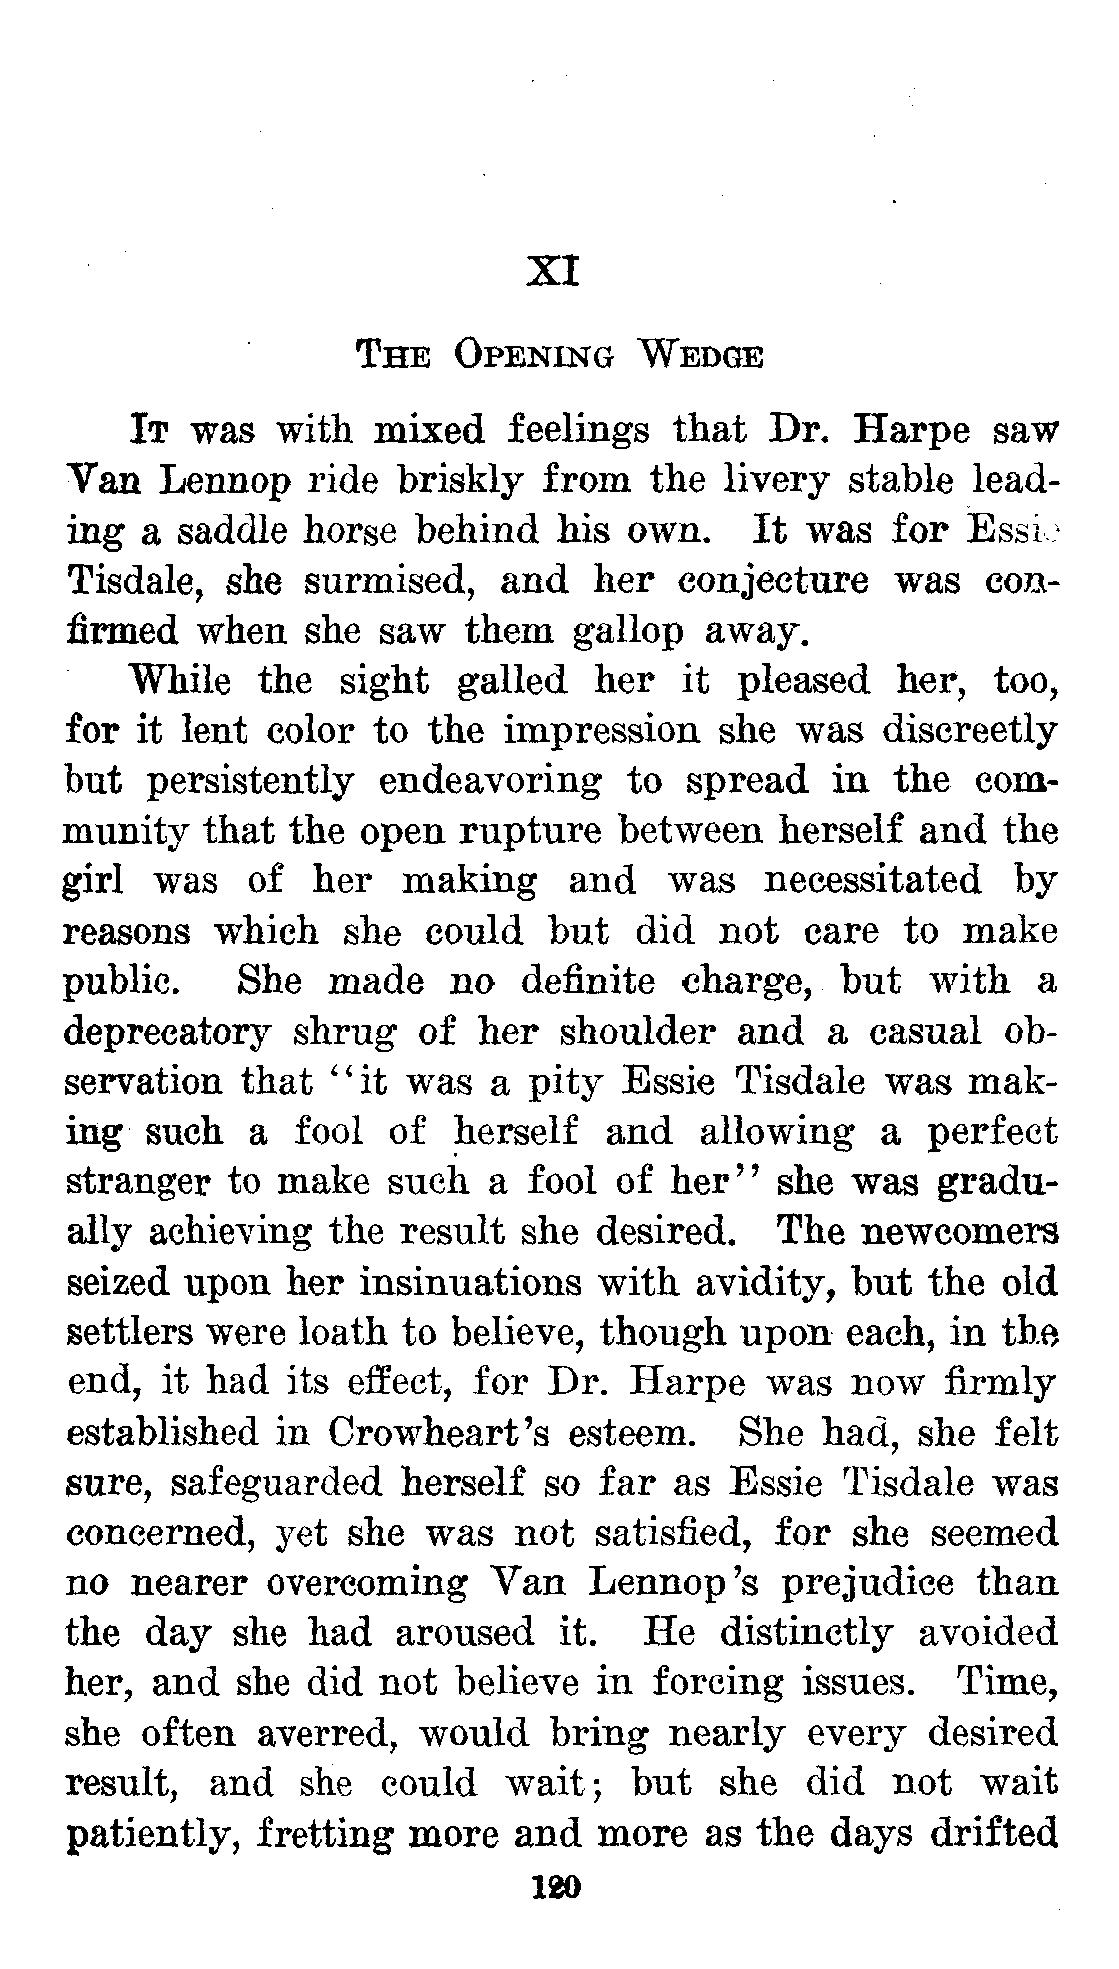 XI
The Opening Wedge
It was with mixed feelings that Dr. Harpe saw
Van Lennop ride briskly from the livery stable lead-
ing a saddle horse behind his own. It was for Essie
Tisdale, she surmised, and her conjecture was con-
firmed when she saw them gallop away.
While the sight galled her it pleased her, too,
for it lent color to the impression she was discreetly
but persistently endeavoring to spread in the com-
munity that the open rupture between herself and the
girl was of her making and was necessitated by
reasons which she could but did not care to make
public. She made no definite charge, but with a
deprecatory shrug of her shoulder and a casual ob-
servation that "it was a pity Essie Tisdale was mak-
ing such a fool of herself and allowing a perfect
stranger to make such a fool of her" she was gradu-
ally achieving the result she desired. The newcomers
seized upon her insinuations with avidity, but the old
settlers were loath to believe, though upon each, in the
end, it had its effect, for Dr. Harpe was now firmly
established in Crowheart's esteem. She had, she felt
sure, safeguarded herself so far as Essie Tisdale was
concerned, yet she was not satisfied, for she seemed
no nearer overcoming Van Lennop's prejudice than
the day she had aroused it. He distinctly avoided
her, and she did not believe in forcing issues. Time,
she often averred, would bring nearly every desired
result, and she could wait; but she did not wait
patiently, fretting more and more as the days drifted
120